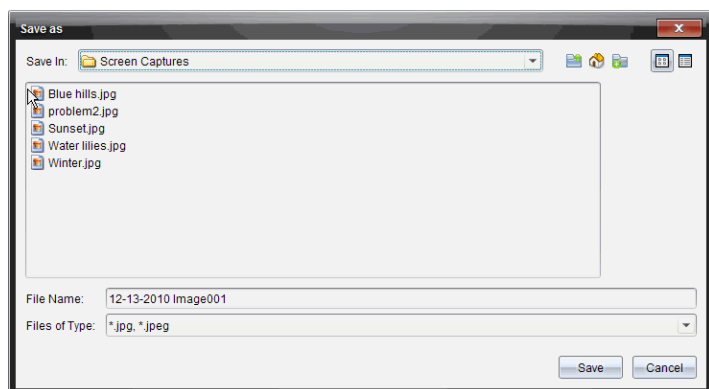 Save as
Save In: Screen Captures
Blue hills.jpg
problem2.jpg
Sunset.jpg
Water lilies.jpg
Winter.jpg
File Name: 12-13-2010 Image001
Files of Type: *.jpg, *.jpeg
Save Cancel